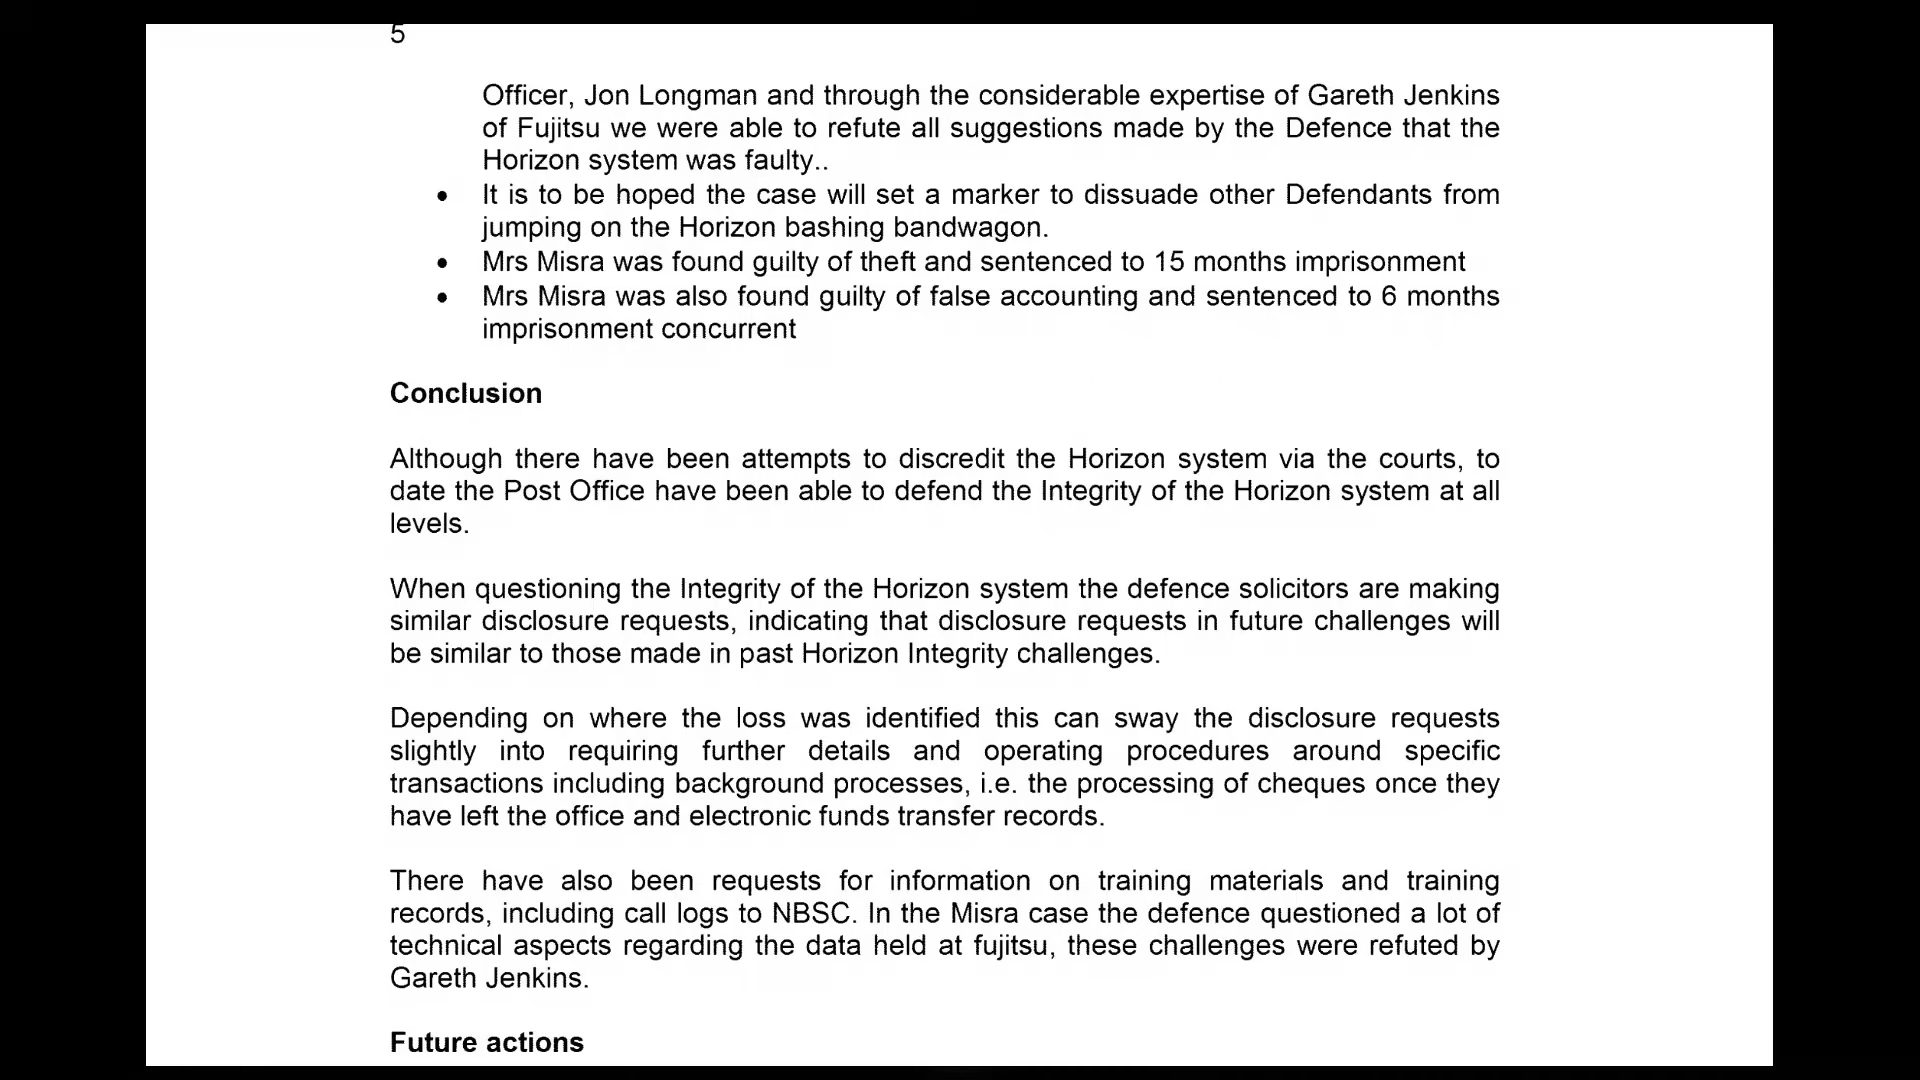 5
Officer, Jon Longman and through the considerable expertise of Gareth Jenkins
of Fujitsu we were able to refute all suggestions made by the Defence that the
Horizon system was faulty..
• It is to be hoped the case will set a marker to dissuade other Defendants from
jumping on the Horizon bashing bandwagon.
• Mrs Misra was found guilty of theft and sentenced to 15 months imprisonment
• Mrs Misra was also found guilty of false accounting and sentenced to 6 months
imprisonment concurrent
Conclusion
Although there have been attempts to discredit the Horizon system via the courts, to
date the Post Office have been able to defend the Integrity of the Horizon system at all
levels.
When questioning the Integrity of the Horizon system the defence solicitors are making
similar disclosure requests, indicating that disclosure requests in future challenges will
be similar to those made in past Horizon Integrity challenges.
Depending on where the loss was identified this can sway the disclosure requests
slightly into requiring further details and operating procedures around specific
transactions including background processes, i.e. the processing of cheques once they
have left the office and electronic funds transfer records.
There have also been requests for information on training materials and training
records, including call logs to NBSC. In the Misra case the defence questioned a lot of
technical aspects regarding the data held at fujitsu, these challenges were refuted by
Gareth Jenkins.
Future actions